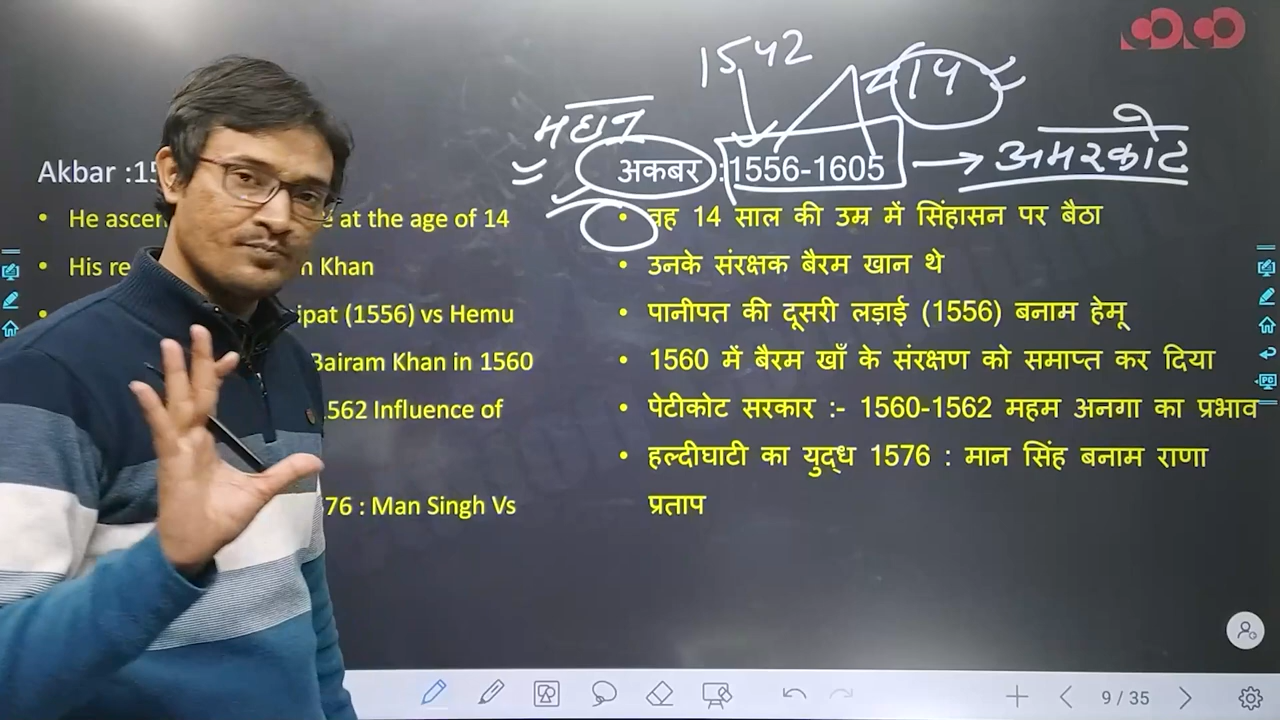 1542
14
महान
Akbar :15
अकबर :1556-1605
अमरकोट
He ascen at the age of 14
वह 14 साल की उम्र में सिंहासन पर बैठा
His re n Khan
उनके संरक्षक बैरम खान थे
ipat (1556) vs Hemu
पानीपत की दूसरी लड़ाई (1556) बनाम हेमू
Bairam Khan in 1560
1560 में बैरम खाँ के संरक्षण को समाप्त कर दिया
1562 Influence of
पेटीकोट सरकार :- 1560-1562 महम अनगा का प्रभाव
हल्दीघाटी का युद्ध 1576 : मान सिंह बनाम राणा
576 : Man Singh Vs
प्रताप
PC
9 / 35